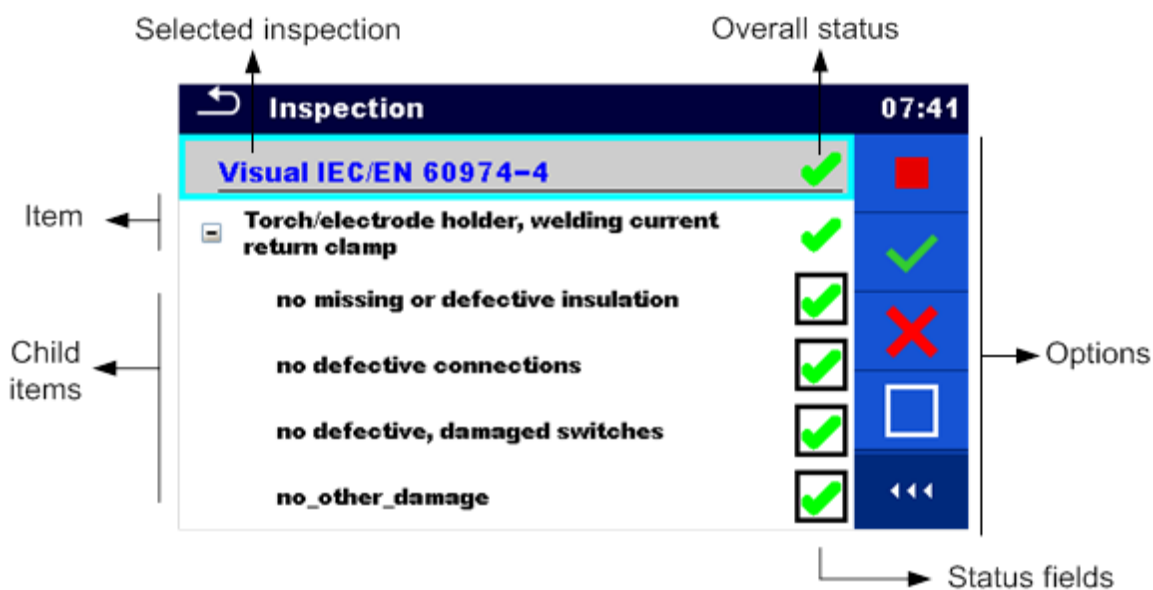 Selected inspection
Overall status
Inspection
07:41
Visual IEC/EN 60974-4
Item
Torch/electrode holder, welding current
return clamp
no missing or defective insulation
Child
items
no defective connections
Options
no defective, damaged switches
no_other_damage
Status fields